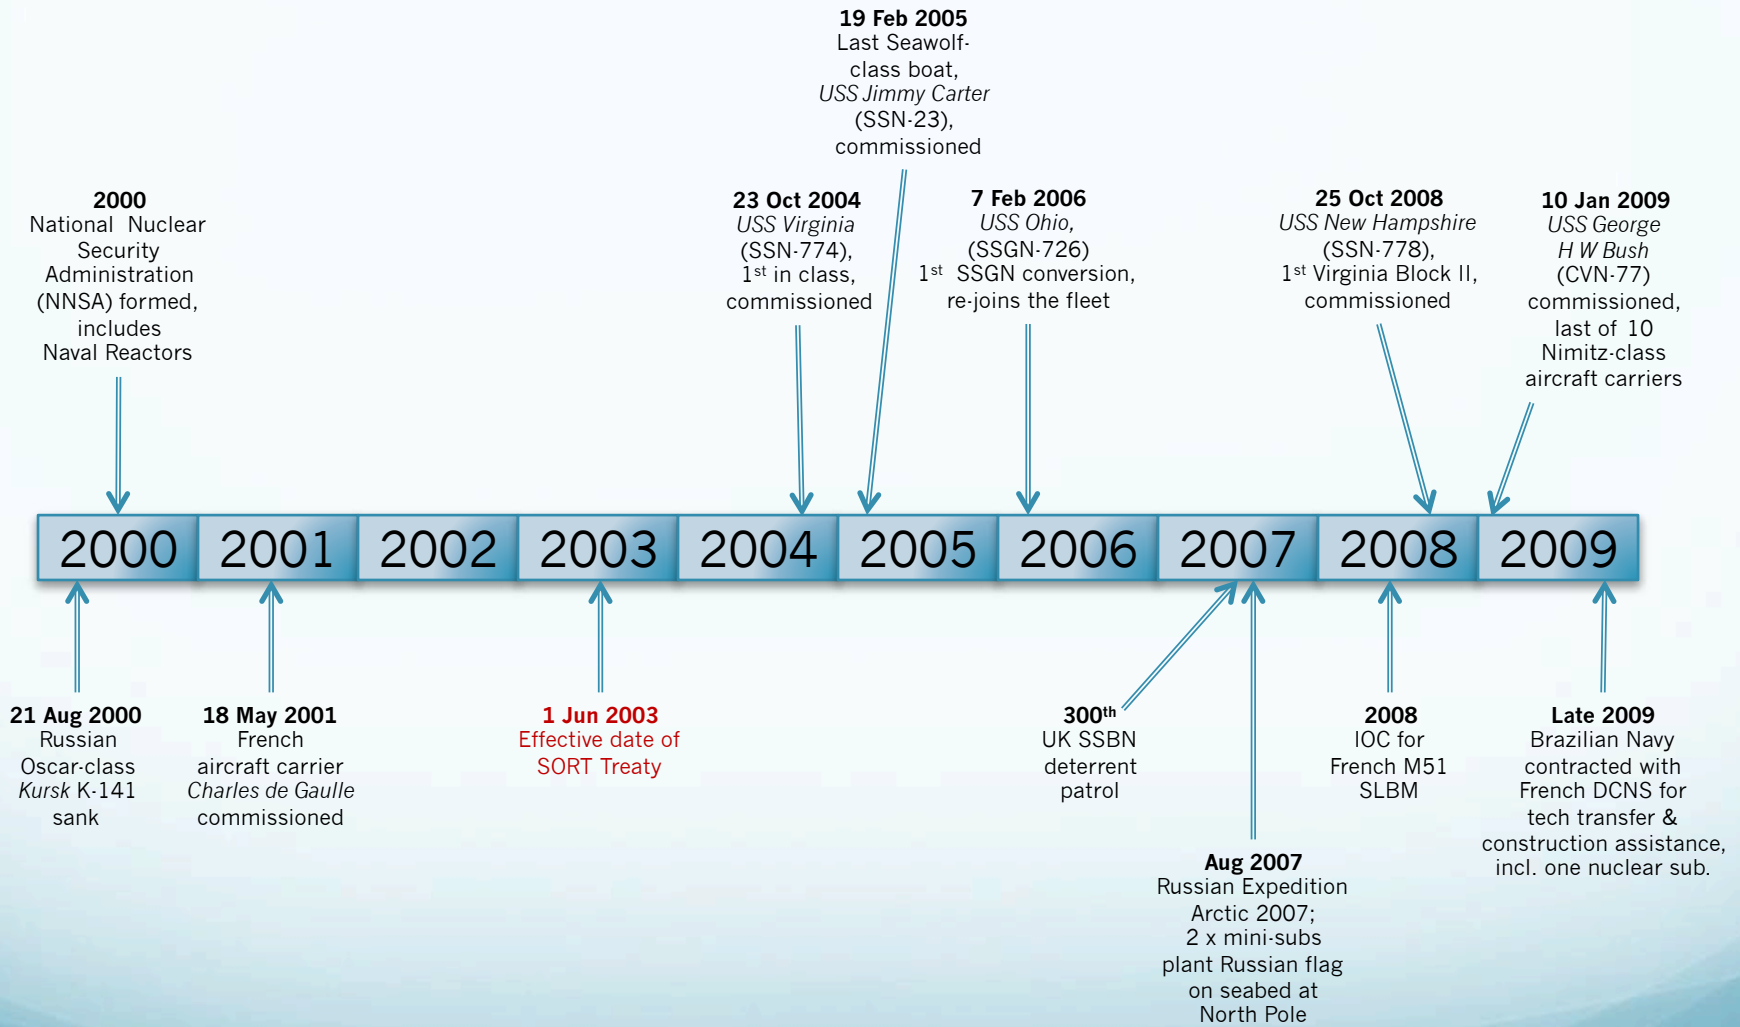 19 Feb 2005
Last Seawolf-
class boat,
USS Jimmy Carter
(SSN-23),
commissioned
2000
National Nuclear
Security
Administration
(NNSA) formed,
includes
Naval Reactors
23 Oct 2004
USS Virginia
(SSN-774),
1st in class,
commissioned
7 Feb 2006
USS Ohio,
(SSGN-726)
1st SSGN conversion,
re-joins the fleet
25 Oct 2008
USS New Hampshire
(SSN-778),
1st Virginia Block II,
commissioned
10 Jan 2009
USS George
H W Bush
(CVN-77)
commissioned,
last of 10
Nimitz-class
aircraft carriers
2000 2001 2002 2003 2004 2005 2006 2007 2008 2009
21 Aug 2000
Russian
Oscar-class
Kursk K-141
sank
18 May 2001
French
aircraft carrier
Charles de Gaulle
commissioned
1 Jun 2003
Effective date of
SORT Treaty
300th
UK SSBN
deterrent
patrol
Aug 2007
Russian Expedition
Arctic 2007;
2 x mini-subs
plant Russian flag
on seabed at
North Pole
2008
IOC for
French M51
SLBM
Late 2009
Brazilian Navy
contracted with
French DCNS for
tech transfer &
construction assistance,
incl. one nuclear sub.